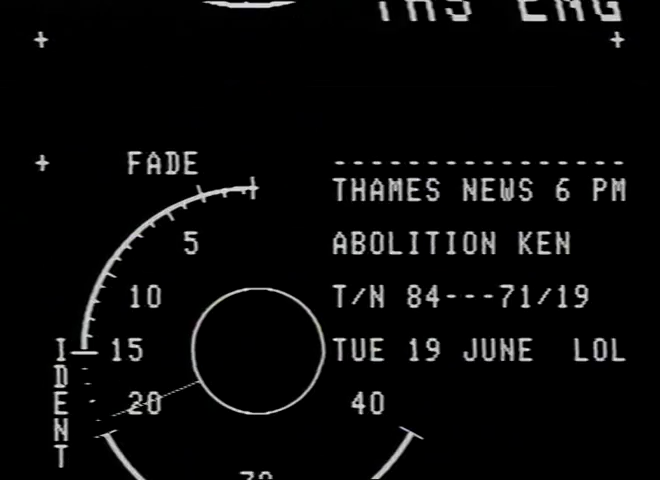 FADE
THAMES NEWS 6 PM
5
ABOLITION KEN
10
T/N 84---71/19
IDENT
15
TUE 19 JUNE LOL
20
40